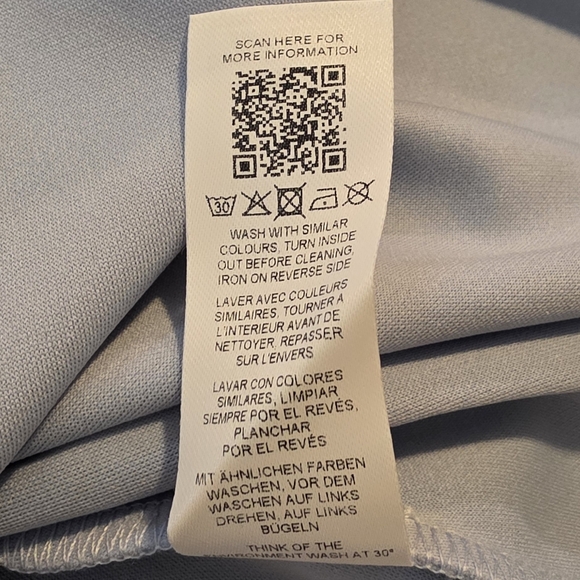 SCAN HERE FOR
MORE INFORMATION
30
WASH WITH SIMILAR
COLOURS, TURN INSIDE
OUT BEFORE CLEANING,
IRON ON REVERSE SIDE
LAVER AVEC COULEURS
SIMILAIRES, TOURNER A
L'INTERIEUR AVANT DE
NETTOYER, REPASSER
SUR L'ENVERS
LAVAR CON COLORES
SIMILARES, LIMPIAR
SIEMPRE POR EL REVÉS,
PLANCHAR
POR EL REVÉS
MIT ÄHNLICHEN FARBEN
WASCHEN, VOR DEM
WASCHEN AUF LINKS
DREHEN, AUF LINKS
BÜGELN
THINK OF THE
ENVIRONMENT WASH AT 30°